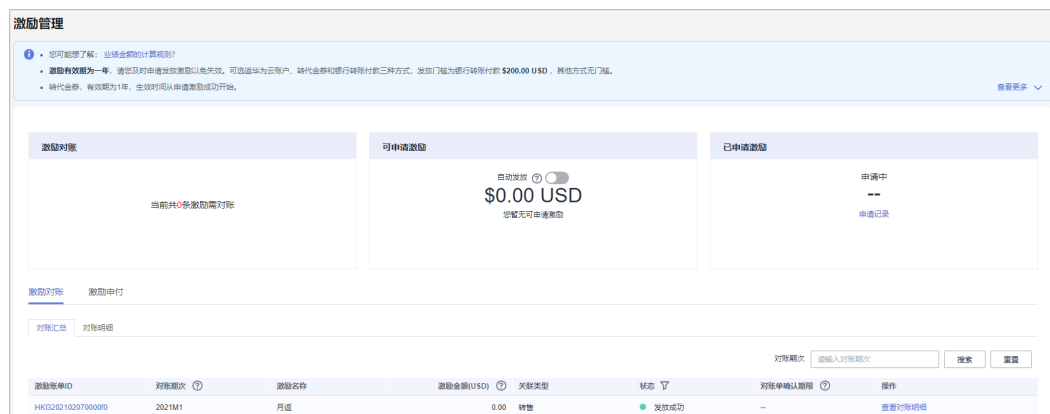 激励管理
您可能想了解： 业绩金额的计算规则?
激励有效期为一年，请您及时申请发放激励以免失效。可选返华为云账户、转代金券和银行转账付款三种方式，发放门槛为银行转账付款 $200.00 USD ，其他方式无门槛。
转代金券，有效期为1年，生效时间从申请激励成功开始。
查看更多
激励对账 可申请激励 已申请激励
自动发放 申请中
$0.00 USD --
当前共0条激励需对账 您暂无可申请激励 申请记录
激励对账 激励申付
对账汇总 对账明细
对账期次 请输入对账期次 搜索 重置
激励账单ID 对账期次 激励名称 激励金额(USD) 关联类型 状态 对账单确认期限 操作
HKG202102070000f0 2021M1 月返 0.00 转售 发放成功 -- 查看对账明细